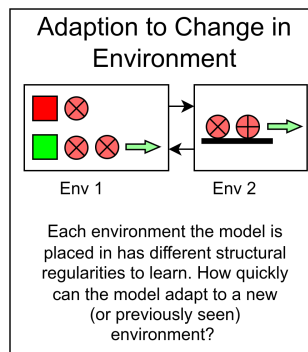 Adaption to Change in
Environment
Env 1
Env 2
Each environment the model is
placed in has different structural
regularities to learn. How quickly
can the model adapt to a new
(or previously seen)
environment?